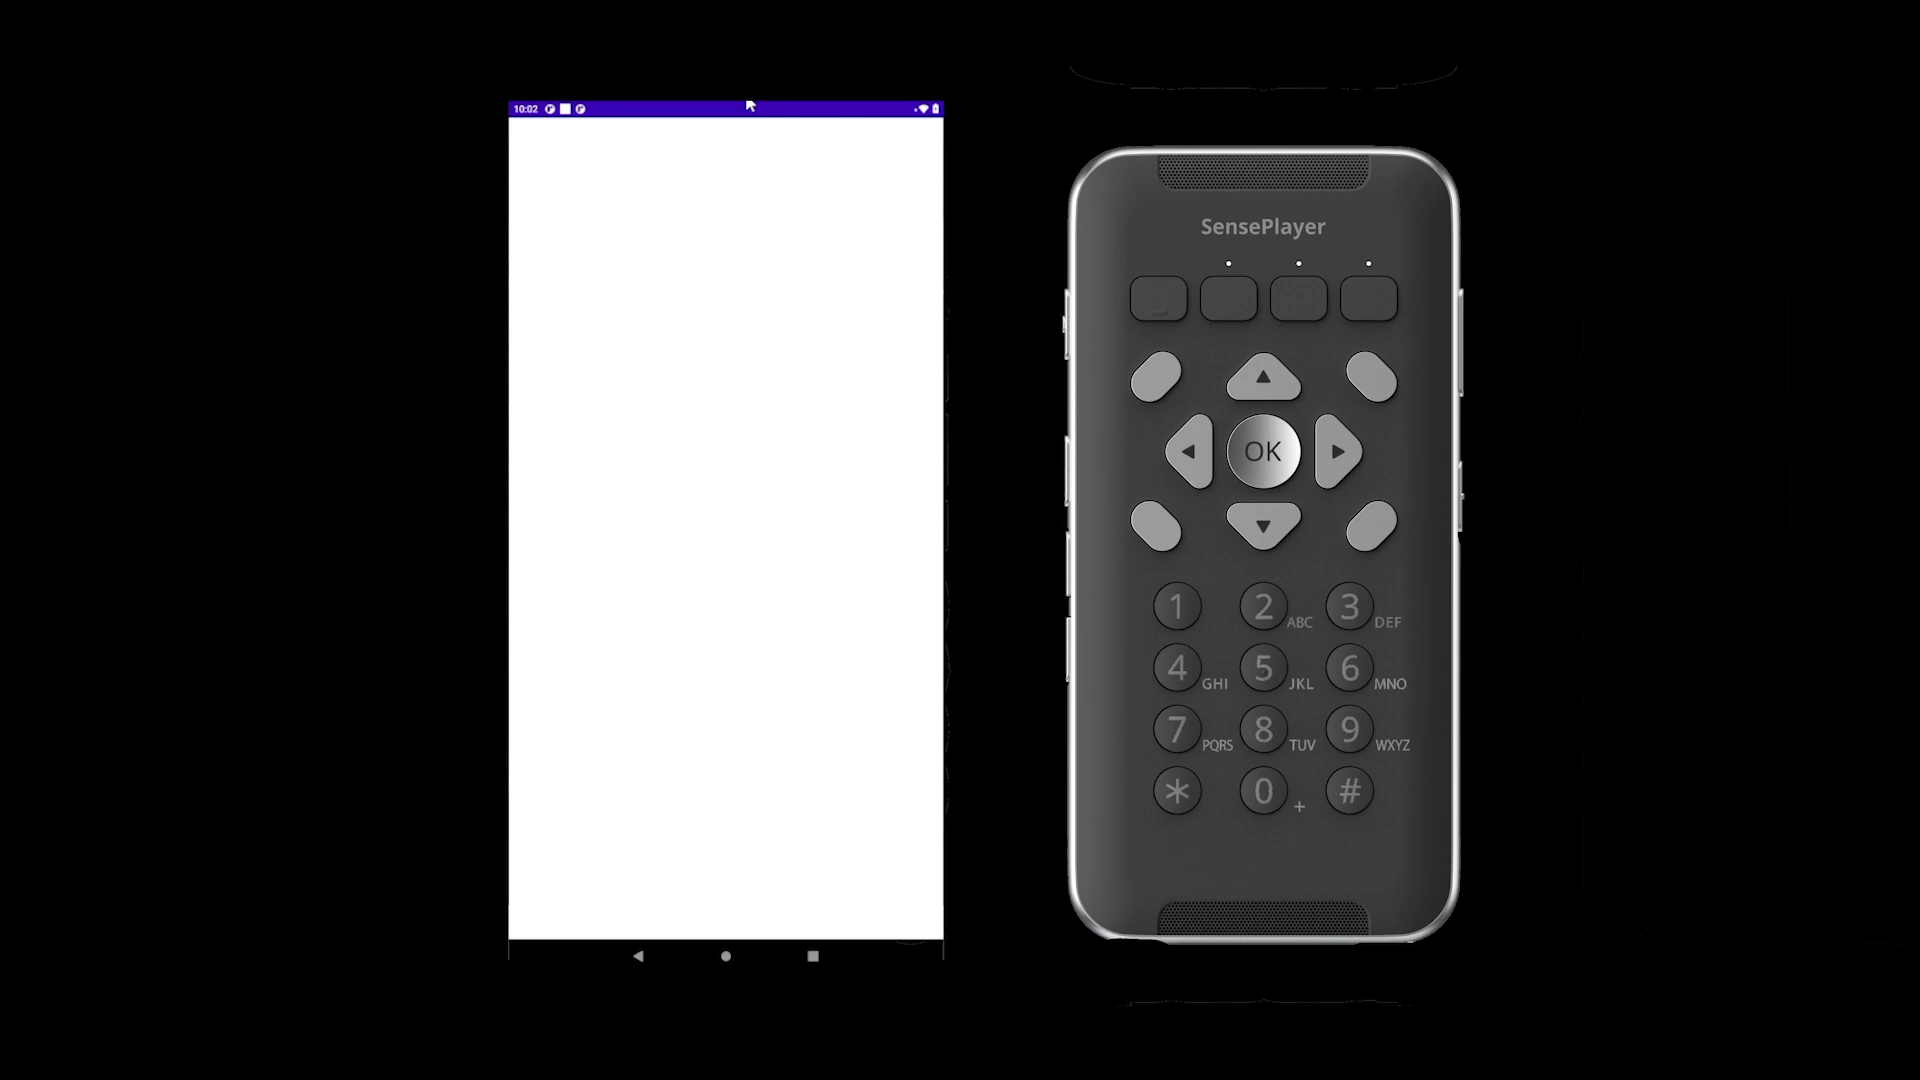 10:02
SensePlayer
OK
1 2 ABC 3 DEF
4 GHI 5 JKL 6 MNO
7 PQRS 8 TUV 9 WXYZ
* 0 + #